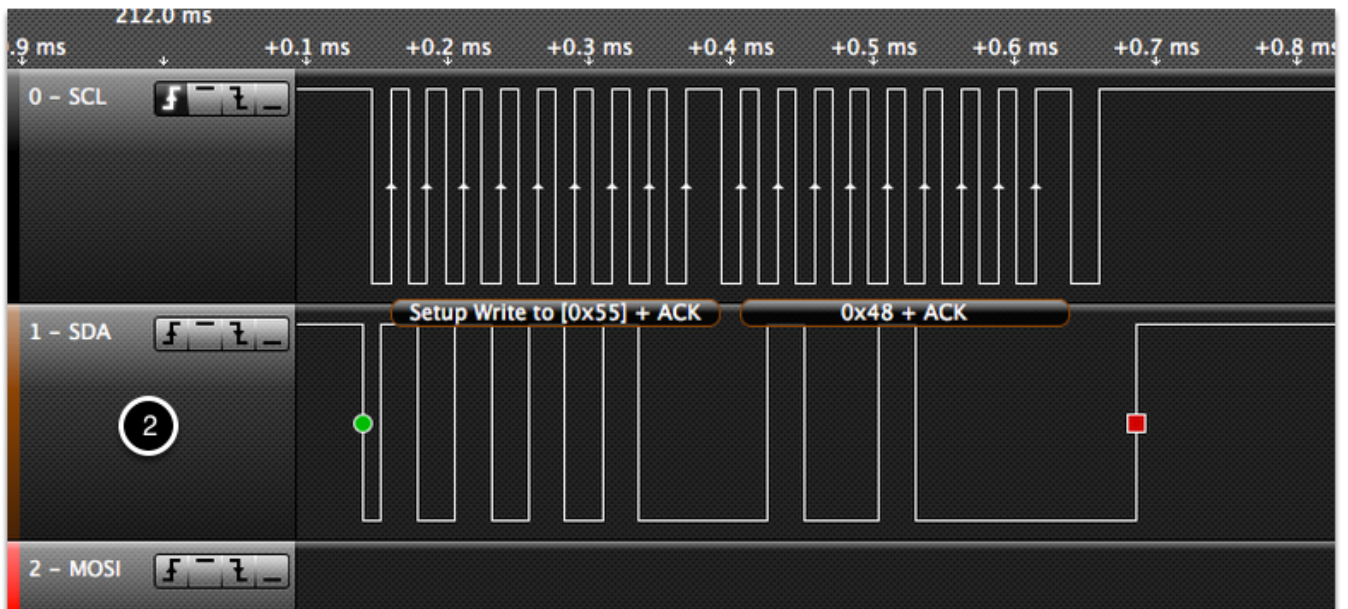 212.0 ms
.9 ms +0.1 ms +0.2 ms +0.3 ms +0.4 ms +0.5 ms +0.6 ms +0.7 ms +0.8 ms
0 - SCL
Setup Write to [0x55] + ACK 0x48 + ACK
1 - SDA
2
2 - MOSI